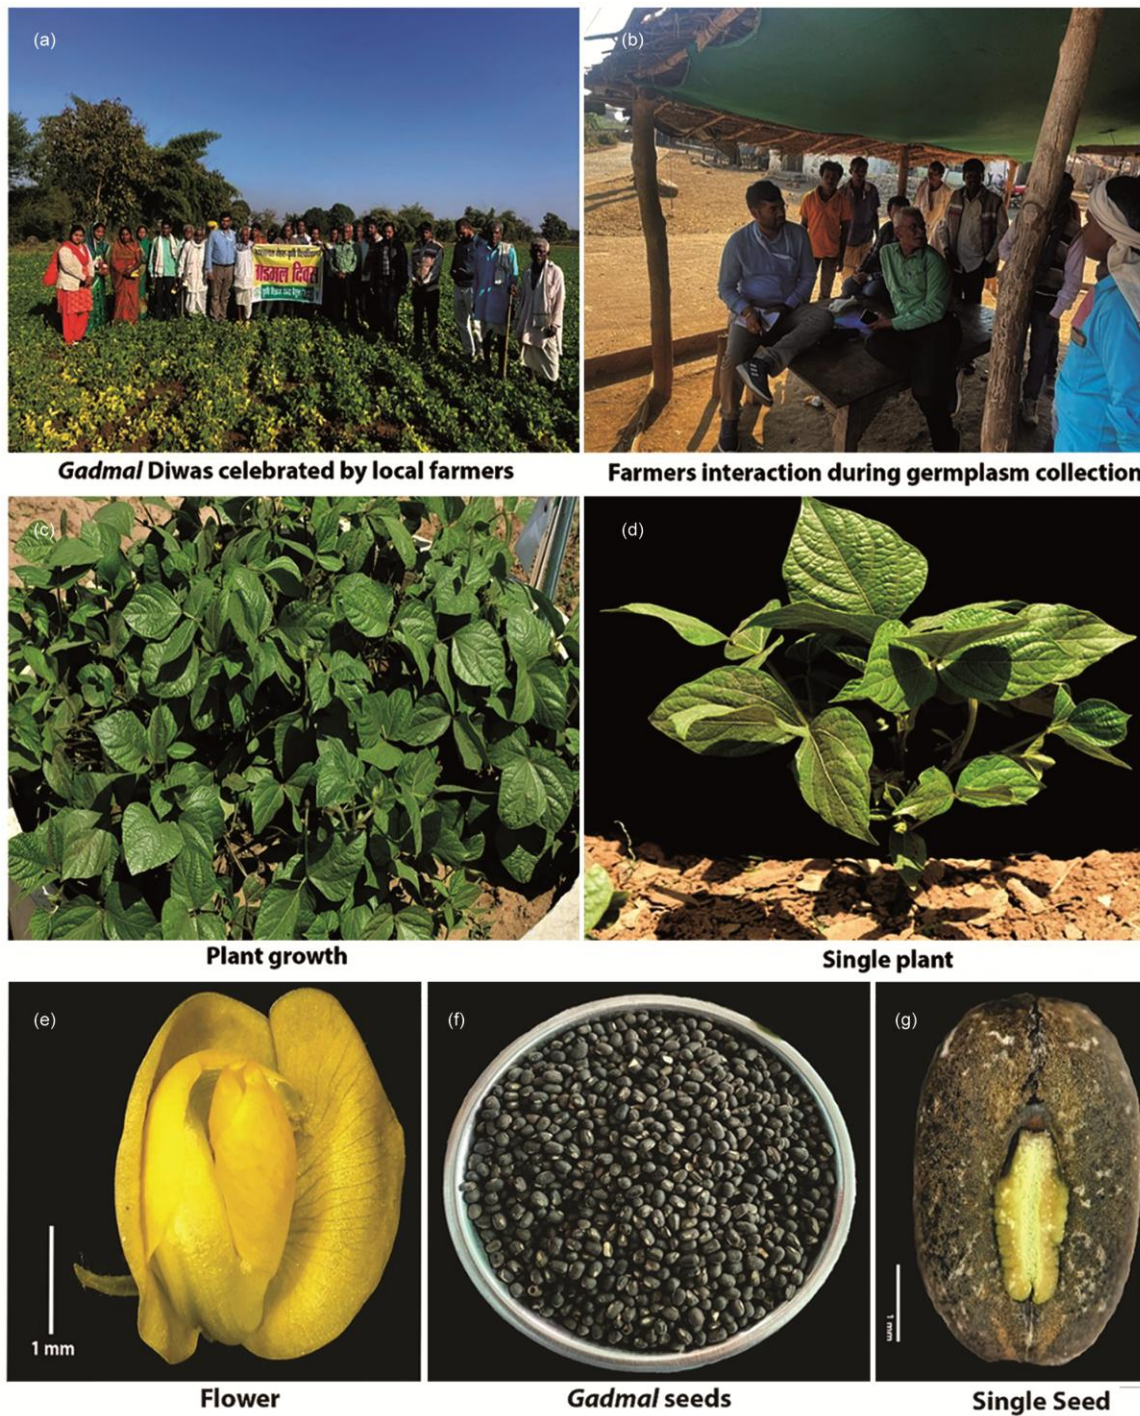 (a)
(b)
गाडमल दिवस
Gadmal Diwas celebrated by local farmers
Farmers interaction during germplasm collection
(c)
(d)
Plant growth
Single plant
(e)
(f)
(g)
1 mm
1 mm
Flower
Gadmal seeds
Single Seed